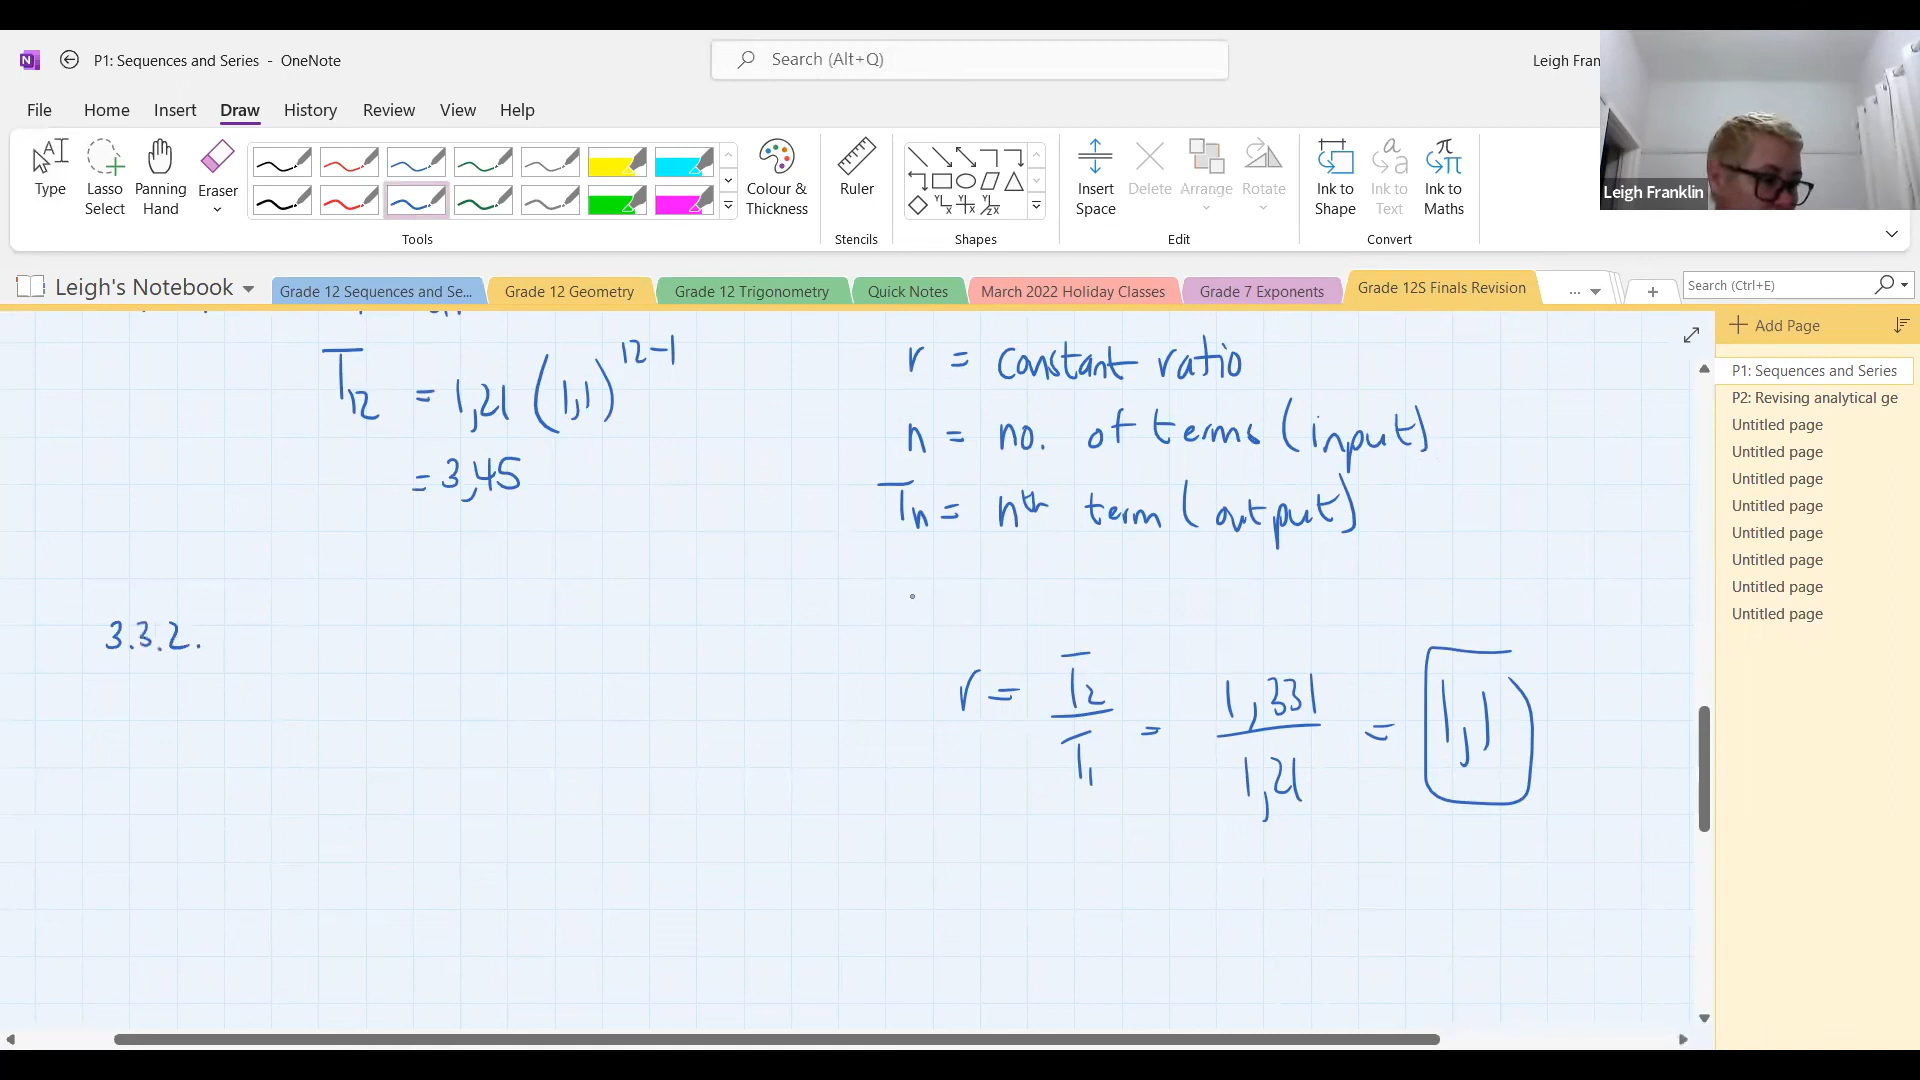 P1: Sequences and Series - OneNote
Search (Alt+Q)
Leigh Fran
File Home Insert Draw History Review View Help
Type
Lasso Select
Panning Hand
Eraser
Colour & Thickness
Ruler
Insert Space
Delete
Arrange
Rotate
Ink to Shape
Ink to Text
Ink to Maths
Leigh Franklin
Tools Stencils Shapes Edit Convert
Leigh's Notebook
Grade 12 Sequences and Se...
Grade 12 Geometry
Grade 12 Trigonometry
Quick Notes
March 2022 Holiday Classes
Grade 7 Exponents
Grade 12S Finals Revision
...
Search (Ctrl+E)
Add Page
P1: Sequences and Series
P2: Revising analytical ge
Untitled page
Untitled page
Untitled page
Untitled page
Untitled page
Untitled page
Untitled page
Untitled page
T12 = 1,21 (1,1)^12-1
= 3,45
r = constant ratio
n = no. of terms (input)
Tn = nth term (output)
3.3.2.
r = T2/T1 = 1,331/1,21 = 1,1